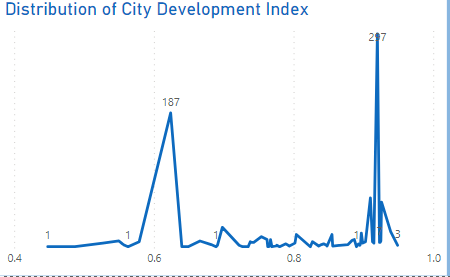 Distribution of City Development Index
297
187
1 1 1 1 3
0.4 0.6 0.8 1.0